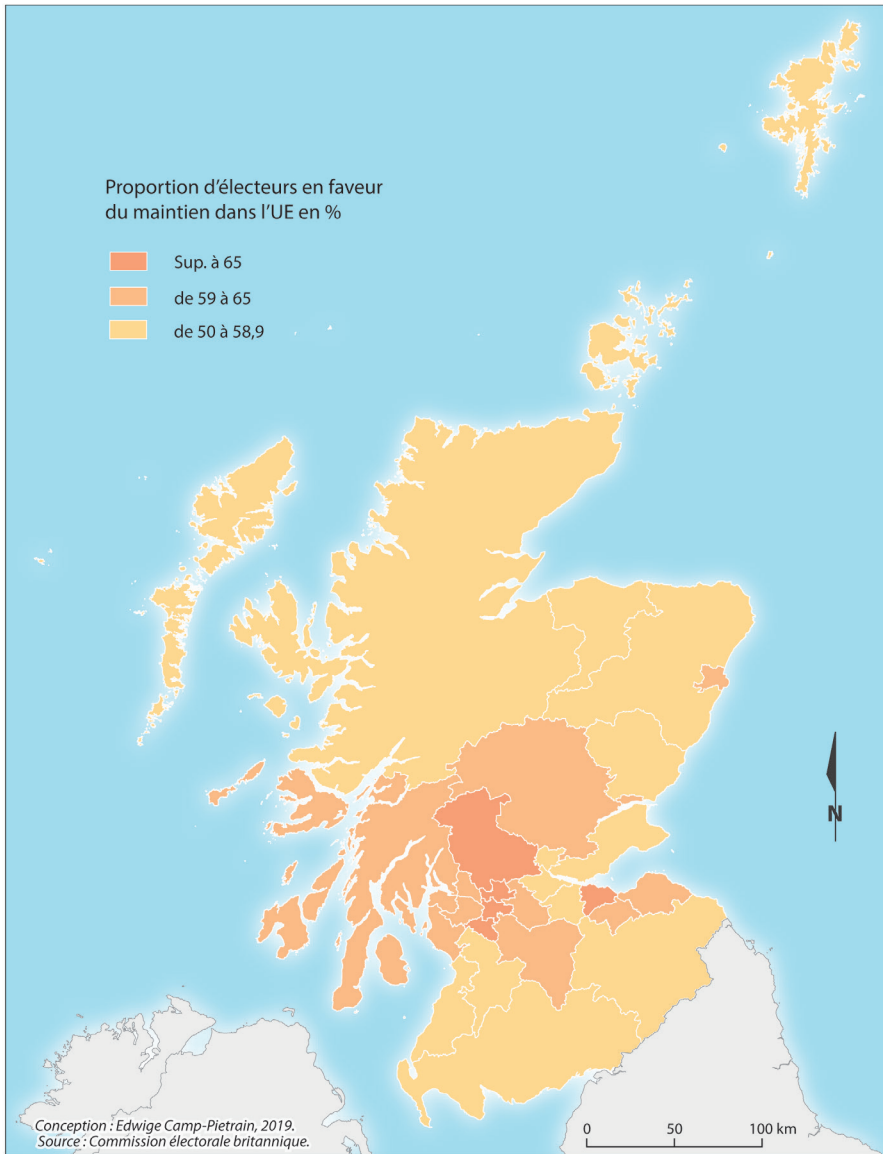 Proportion d’électeurs en faveur
du maintien dans l’UE en %
Sup. à 65
de 59 à 65
de 50 à 58,9
N
Conception : Edwige Camp-Pietrain, 2019.
Source : Commission électorale britannique.
0 50 100 km